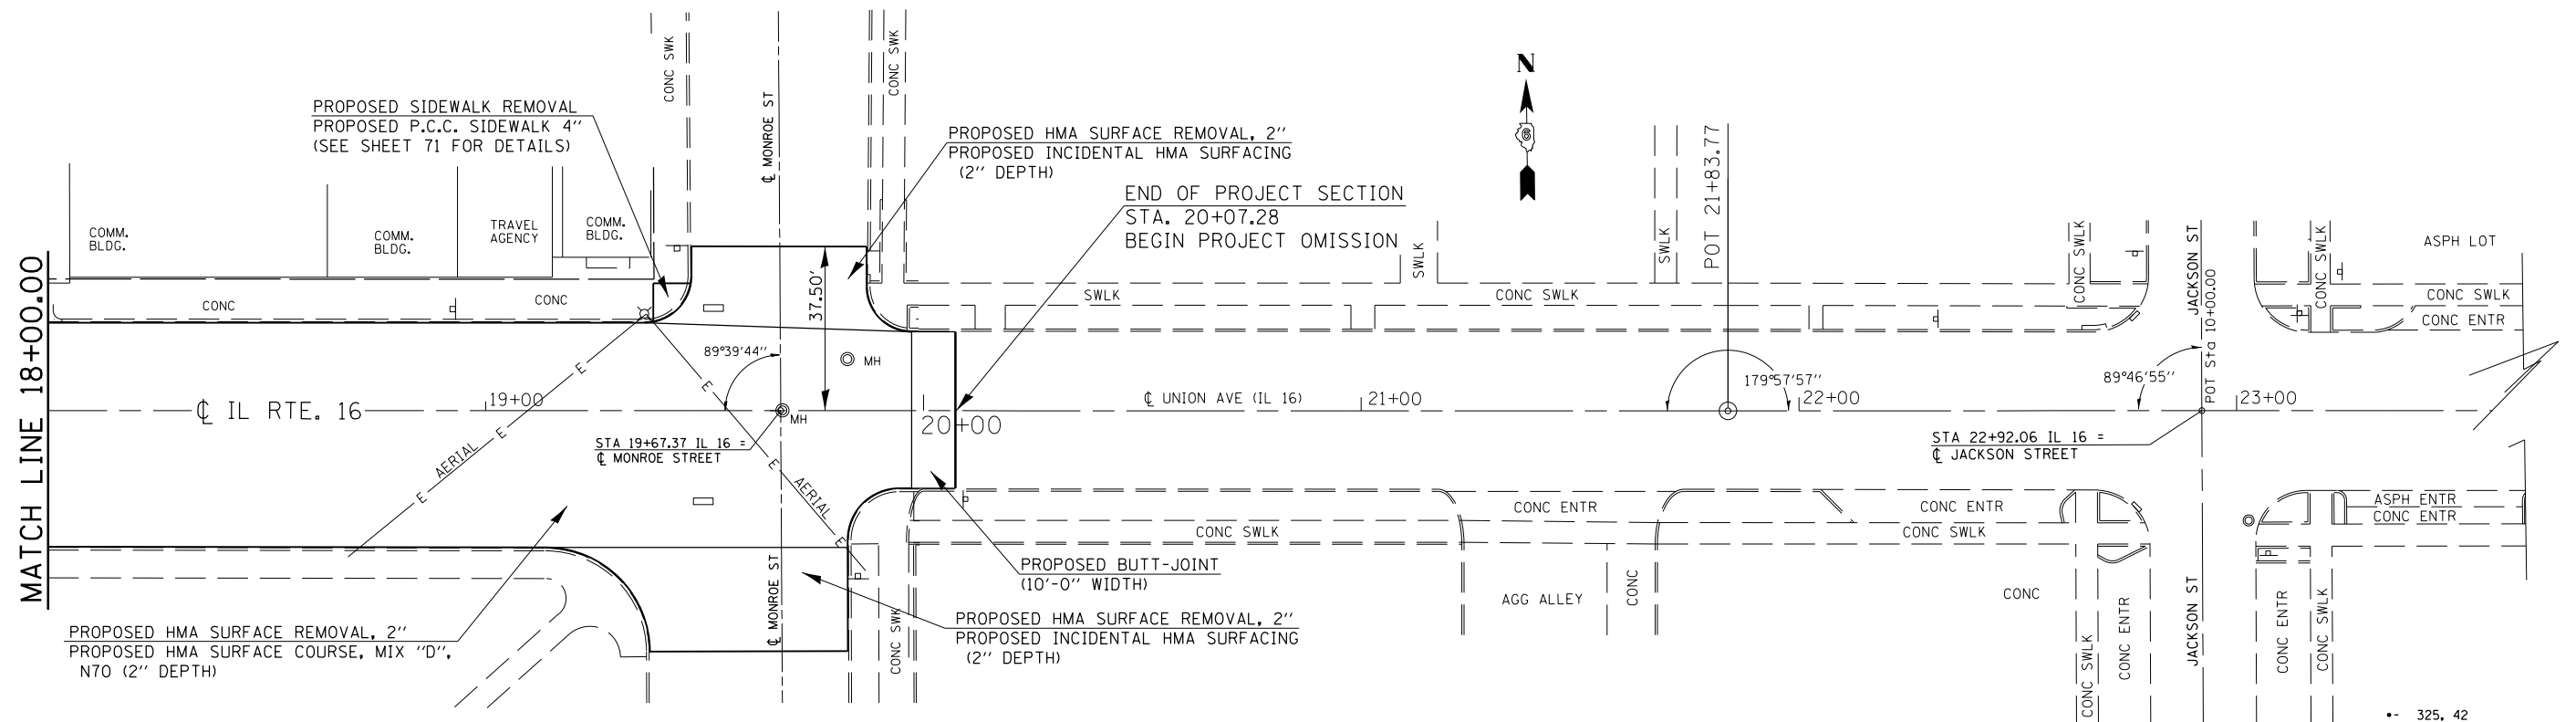 MATCH LINE 18+00.00
COMM.
BLDG.
COMM.
BLDG.
TRAVEL
AGENCY
COMM.
BLDG.
CONC
CONC
PROPOSED SIDEWALK REMOVAL
PROPOSED P.C.C. SIDEWALK 4"
(SEE SHEET 71 FOR DETAILS)
CONC SWK
℄ MONROE ST
CONC SWK
PROPOSED HMA SURFACE REMOVAL, 2"
PROPOSED INCIDENTAL HMA SURFACING
(2" DEPTH)
END OF PROJECT SECTION
STA. 20+07.28
BEGIN PROJECT OMISSION
N
6
37.50'
89°39'44"
MH
MH
℄ IL RTE. 16
19+00
20+00
STA 19+67.37 IL 16 =
℄ MONROE STREET
AERIAL
E
E
E
E
E
E
AERIAL
PROPOSED HMA SURFACE REMOVAL, 2"
PROPOSED HMA SURFACE COURSE, MIX "D",
N70 (2" DEPTH)
℄ MONROE ST
CONC SWK
PROPOSED BUTT-JOINT
(10'-0" WIDTH)
PROPOSED HMA SURFACE REMOVAL, 2"
PROPOSED INCIDENTAL HMA SURFACING
(2" DEPTH)
SWLK
SWLK
SWLK
CONC SWLK
POT 21+83.77
℄ UNION AVE (IL 16)
21+00
179°57'57"
22+00
CONC SWLK
CONC ENTR
CONC SWLK
CONC ENTR
AGG ALLEY
CONC
CONC
CONC SWLK
JACKSON ST
POT Sta 10+00.00
CONC SWLK
ASPH LOT
CONC SWLK
CONC ENTR
89°46'55"
23+00
STA 22+92.06 IL 16 =
℄ JACKSON STREET
ASPH ENTR
CONC ENTR
CONC SWLK
CONC ENTR
JACKSON ST
CONC ENTR
CONC SWLK
•- 325, 42